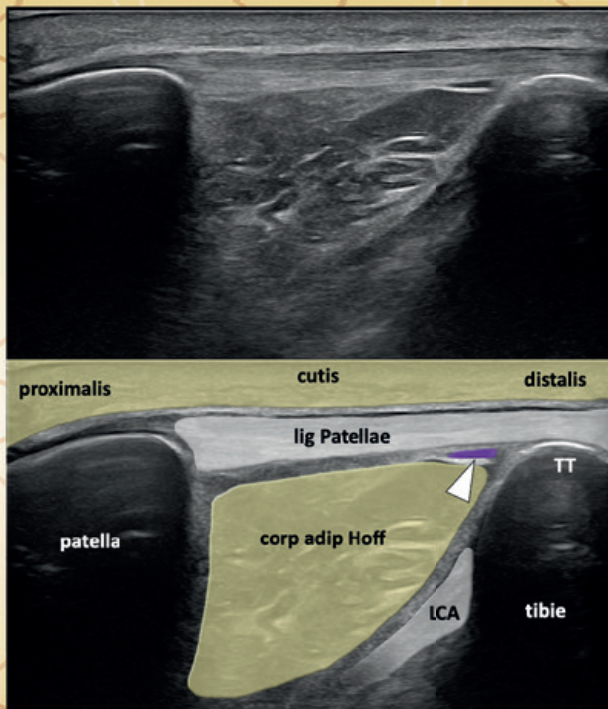 cutis
proximalis
distalis
lig Patellae
TT
patella
corp adip Hoff
LCA
tibie